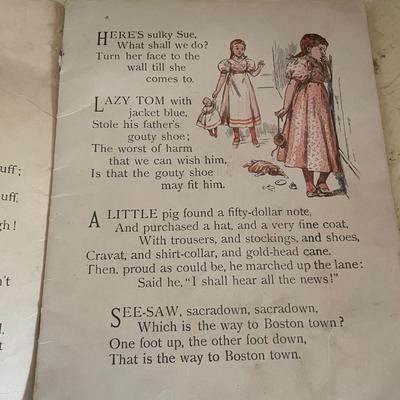 HERE'S sulky Sue,
What shall we do?
Turn her face to the
wall till she
comes to.
LAZY TOM with
jacket blue,
Stole his father's
gouty shoe;
The worst of harm
that we can wish him,
Is that the gouty shoe
may fit him.
A LITTLE pig found a fifty-dollar note,
And purchased a hat, and a very fine coat,
With trousers, and stockings, and shoes,
Cravat, and shirt-collar, and gold-head cane.
Then, proud as could be, he marched up the lane:
Said he, "I shall hear all the news!"
SEE-SAW, sacradown, sacradown,
Which is the way to Boston town?
One foot up, the other foot down,
That is the way to Boston town.